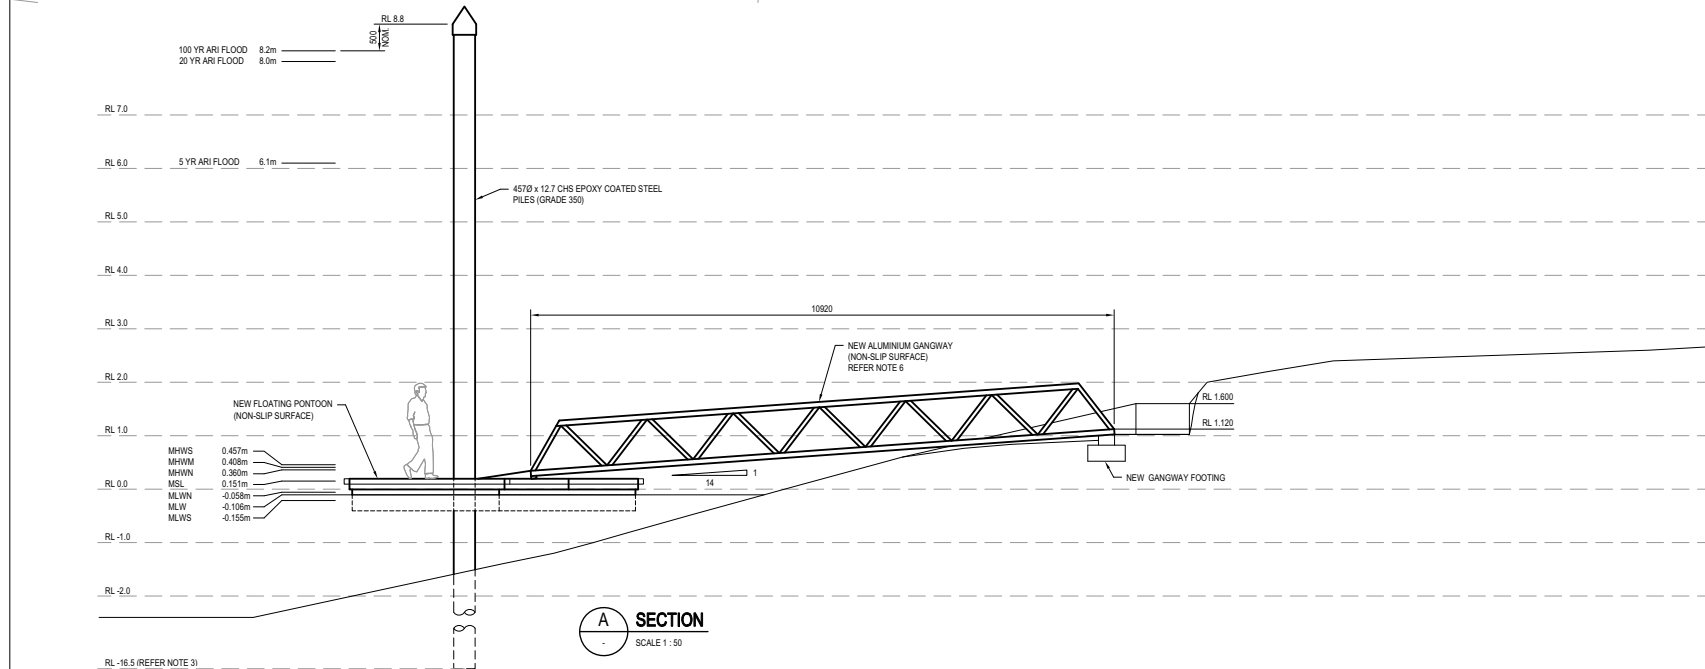 RL 8.8
500
NOM.
100 YR ARI FLOOD 8.2m
20 YR ARI FLOOD 8.0m
RL 7.0
RL 6.0
5 YR ARI FLOOD 6.1m
457Ø x 12.7 CHS EPOXY COATED STEEL
PILES (GRADE 350)
RL 5.0
RL 4.0
RL 3.0
10920
NEW ALUMINIUM GANGWAY
(NON-SLIP SURFACE)
REFER NOTE 6
RL 2.0
NEW FLOATING PONTOON
(NON-SLIP SURFACE)
RL 1.600
RL 1.0
RL 1.120
MHWS 0.457m
MHWM 0.408m
MHWN 0.360m
MSL 0.151m
MLWN -0.058m
MLW -0.106m
MLWS -0.155m
RL 0.0
1
14
NEW GANGWAY FOOTING
RL -1.0
RL -2.0
A
-
SECTION
SCALE 1 : 50
RL -16.5 (REFER NOTE 3)